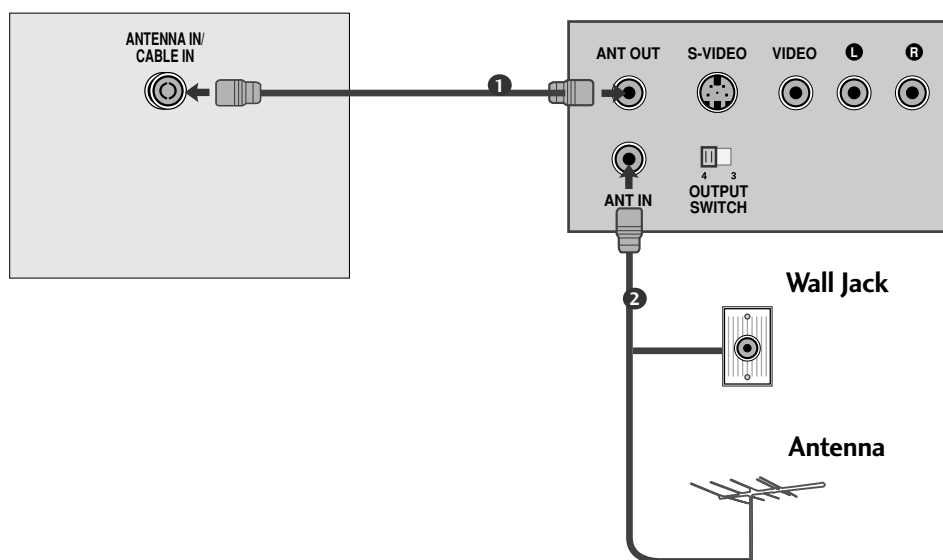 ANTENNA IN/
CABLE IN
1
ANT OUT
S-VIDEO
VIDEO
L
R
ANT IN
4 3
OUTPUT
SWITCH
2
Wall Jack
Antenna